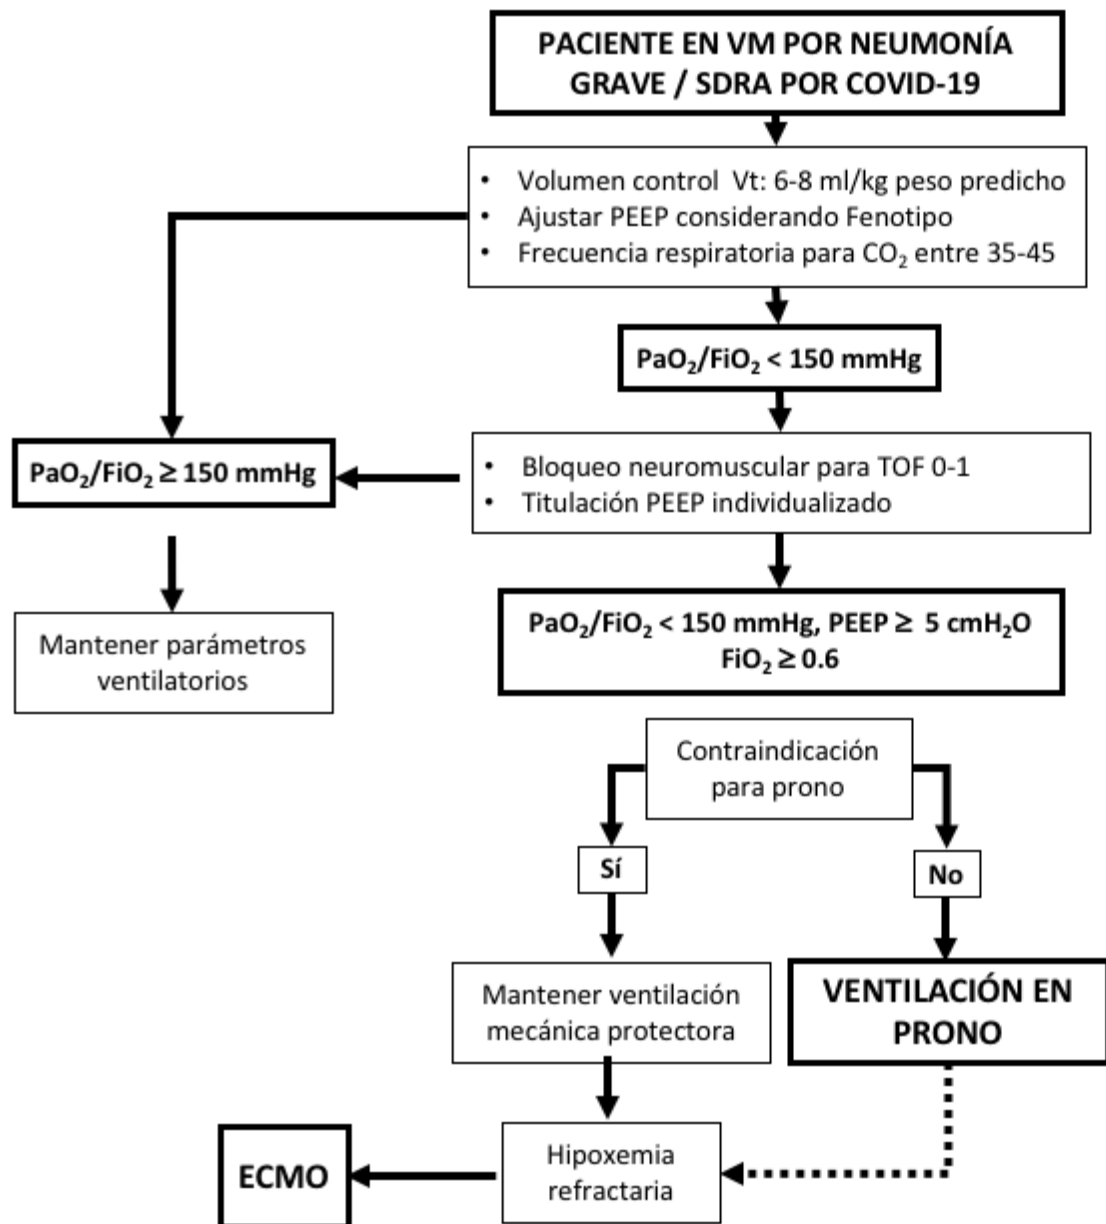 PACIENTE EN VM POR NEUMONÍA
GRAVE / SDRA POR COVID-19
• Volumen control Vt: 6-8 ml/kg peso predicho
• Ajustar PEEP considerando Fenotipo
• Frecuencia respiratoria para CO₂ entre 35-45
PaO₂/FiO₂ < 150 mmHg
PaO₂/FiO₂ ≥ 150 mmHg
• Bloqueo neuromuscular para TOF 0-1
• Titulación PEEP individualizado
Mantener parámetros
ventilatorios
PaO₂/FiO₂ < 150 mmHg, PEEP ≥ 5 cmH₂O
FiO₂ ≥ 0.6
Contraindicación
para prono
Sí
No
Mantener ventilación
mecánica protectora
VENTILACIÓN EN
PRONO
Hipoxemia
refractaria
ECMO